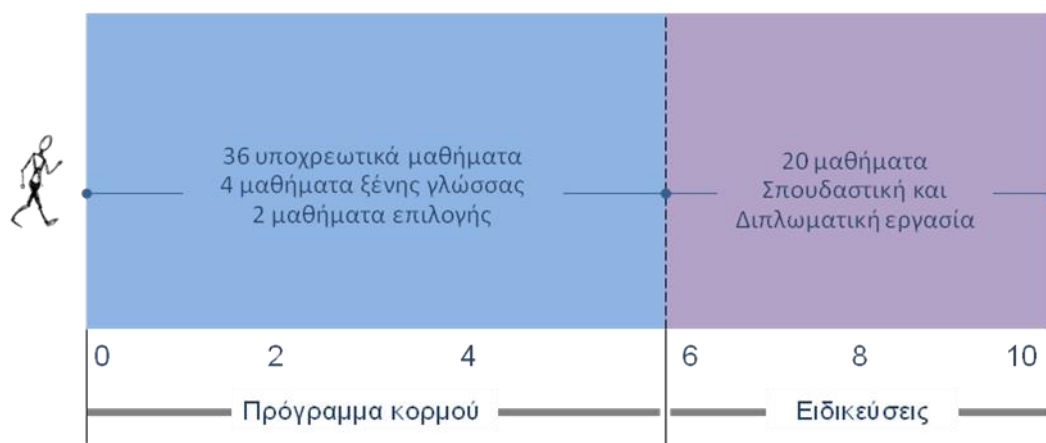 36 υποχρεωτικά μαθήματα
4 μαθήματα ξένης γλώσσας
2 μαθήματα επιλογής
20 μαθήματα
Σπουδαστική και
Διπλωματική εργασία
0 2 4 6 8 10
Πρόγραμμα κορμού Ειδικεύσεις